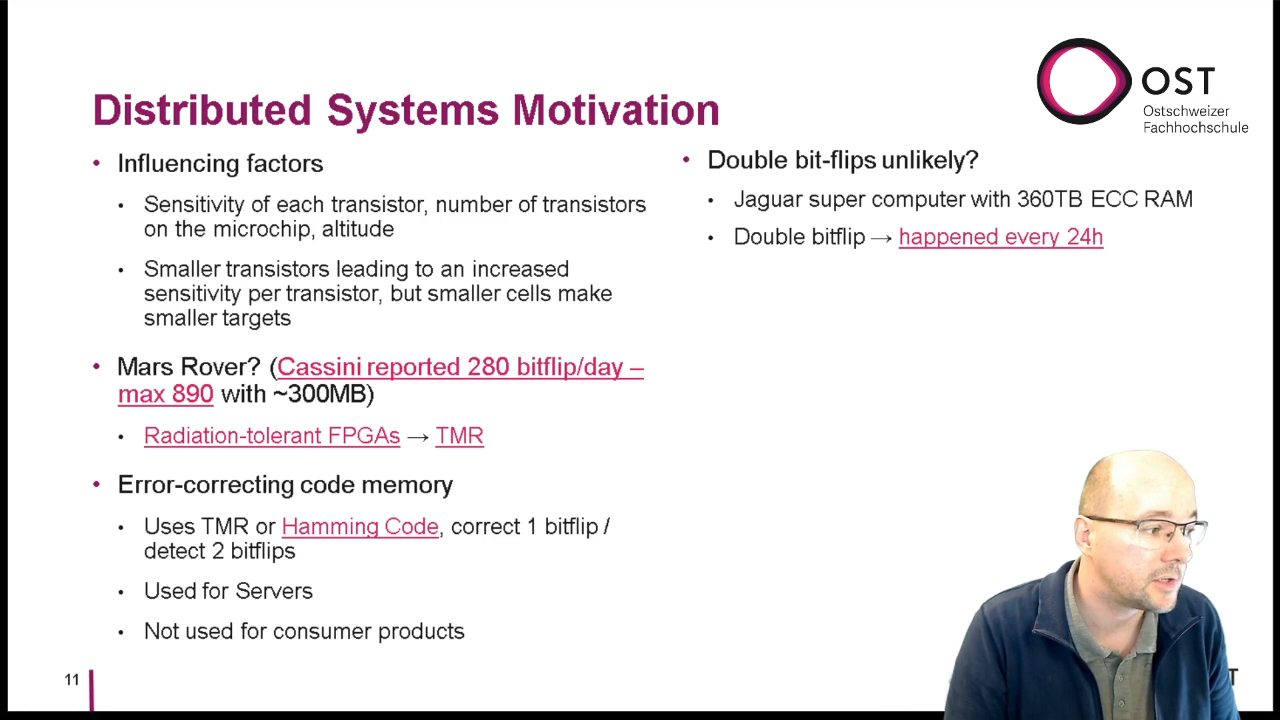 OST
Ostschweizer
Fachhochschule
Distributed Systems Motivation
• Influencing factors
• Sensitivity of each transistor, number of transistors
on the microchip, altitude
• Smaller transistors leading to an increased
sensitivity per transistor, but smaller cells make
smaller targets
• Mars Rover? (Cassini reported 280 bitflip/day –
max 890 with ~300MB)
• Radiation-tolerant FPGAs → TMR
• Error-correcting code memory
• Uses TMR or Hamming Code, correct 1 bitflip /
detect 2 bitflips
• Used for Servers
• Not used for consumer products
• Double bit-flips unlikely?
• Jaguar super computer with 360TB ECC RAM
• Double bitflip → happened every 24h
11